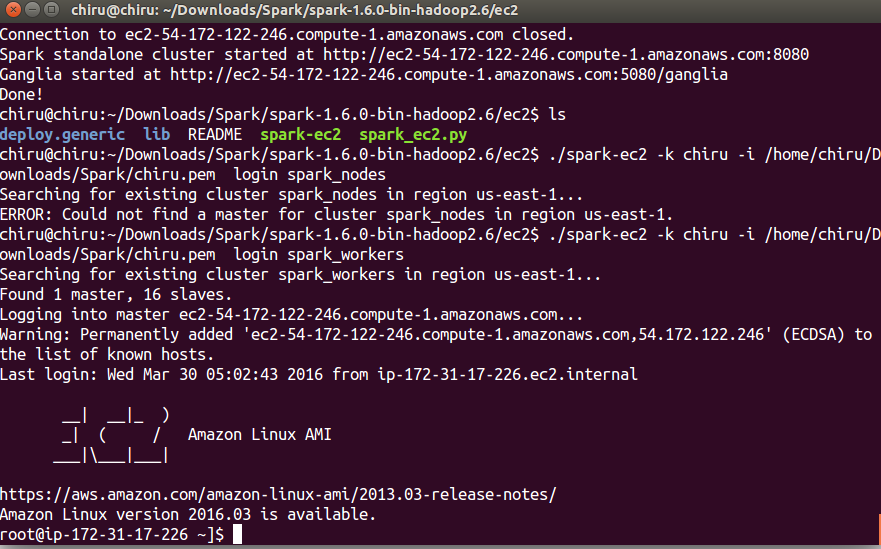 chiru@chiru: ~/Downloads/Spark/spark-1.6.0-bin-hadoop2.6/ec2
Connection to ec2-54-172-122-246.compute-1.amazonaws.com closed.
Spark standalone cluster started at http://ec2-54-172-122-246.compute-1.amazonaws.com:8080
Ganglia started at http://ec2-54-172-122-246.compute-1.amazonaws.com:5080/ganglia
Done!
chiru@chiru:~/Downloads/Spark/spark-1.6.0-bin-hadoop2.6/ec2$ ls
deploy.generic  lib  README  spark-ec2  spark_ec2.py
chiru@chiru:~/Downloads/Spark/spark-1.6.0-bin-hadoop2.6/ec2$ ./spark-ec2 -k chiru -i /home/chiru/D
ownloads/Spark/chiru.pem  login spark_nodes
Searching for existing cluster spark_nodes in region us-east-1...
ERROR: Could not find a master for cluster spark_nodes in region us-east-1.
chiru@chiru:~/Downloads/Spark/spark-1.6.0-bin-hadoop2.6/ec2$ ./spark-ec2 -k chiru -i /home/chiru/D
ownloads/Spark/chiru.pem  login spark_workers
Searching for existing cluster spark_workers in region us-east-1...
Found 1 master, 16 slaves.
Logging into master ec2-54-172-122-246.compute-1.amazonaws.com...
Warning: Permanently added 'ec2-54-172-122-246.compute-1.amazonaws.com,54.172.122.246' (ECDSA) to
the list of known hosts.
Last login: Wed Mar 30 05:02:43 2016 from ip-172-31-17-226.ec2.internal
       __|  __|_  )
       _|  (     /   Amazon Linux AMI
      ___|\___|___|
https://aws.amazon.com/amazon-linux-ami/2013.03-release-notes/
Amazon Linux version 2016.03 is available.
root@ip-172-31-17-226 ~]$